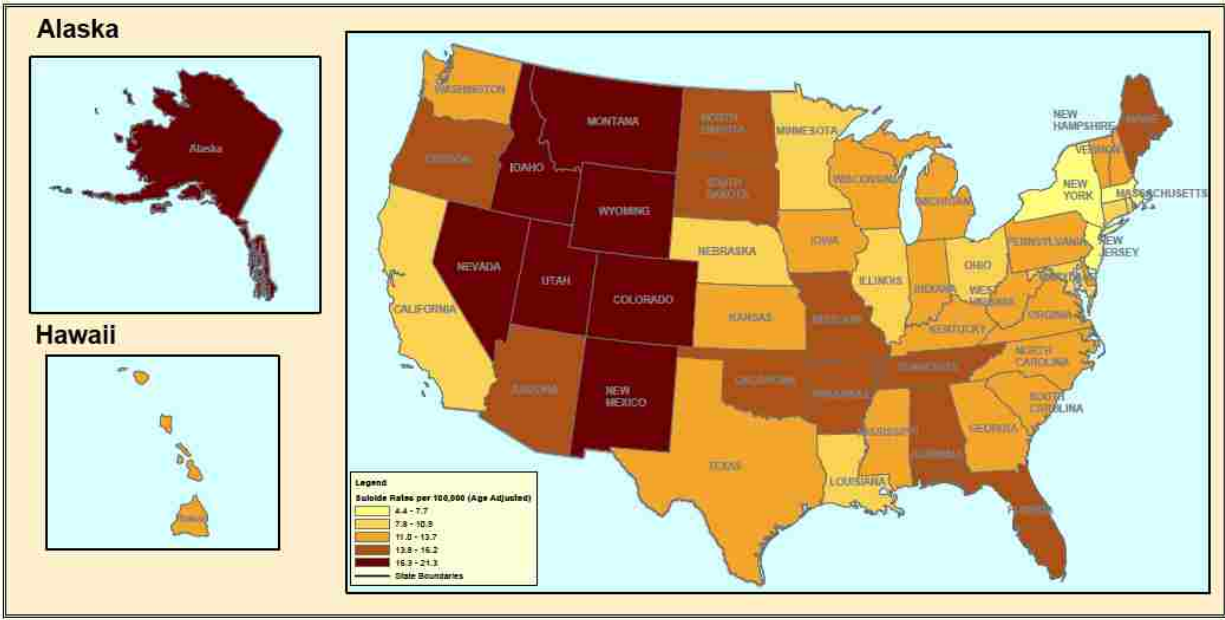 Alaska
Alaska
Hawaii
WASHINGTON
MONTANA
NORTH
DAKOTA
MINNESOTA
NEW
HAMPSHIRE
MAINE
VERMONT
OREGON
IDAHO
SOUTH
DAKOTA
WISCONSIN
MICHIGAN
NEW
YORK
MASSACHUSETTS
WYOMING
NEBRASKA
IOWA
PENNSYLVANIA
NEW
JERSEY
NEVADA
UTAH
COLORADO
ILLINOIS
INDIANA
OHIO
WEST
VIRGINIA
VIRGINIA
CALIFORNIA
KANSAS
MISSOURI
KENTUCKY
ARIZONA
NEW
MEXICO
OKLAHOMA
ARKANSAS
TENNESSEE
NORTH
CAROLINA
SOUTH
CAROLINA
TEXAS
MISSISSIPPI
ALABAMA
GEORGIA
LOUISIANA
FLORIDA
Legend
Suicide Rates per 100,000 (Age Adjusted)
4.4 - 7.7
7.8 - 10.9
11.0 - 13.7
13.8 - 16.2
16.3 - 21.3
State Boundaries